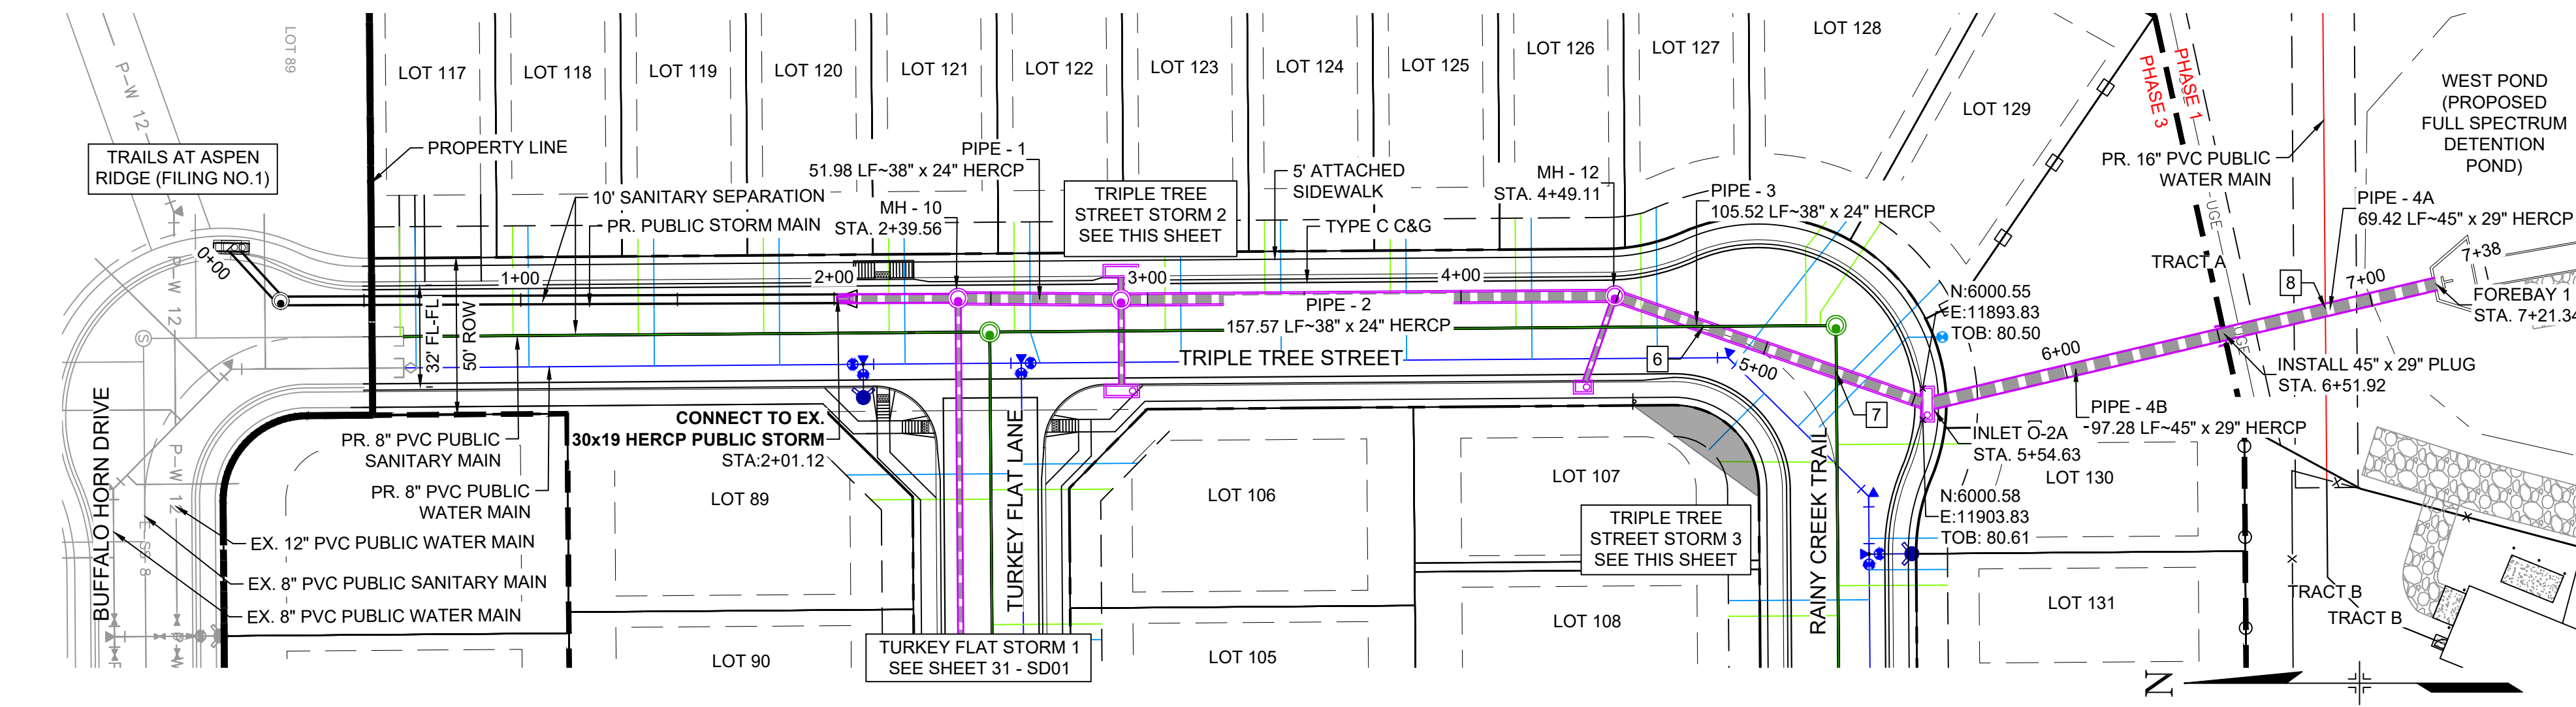 LOT 89
P-W 12
TRAILS AT ASPEN
RIDGE (FILING NO.1)
PROPERTY LINE
LOT 117
LOT 118
LOT 119
LOT 120
LOT 121
LOT 122
LOT 123
LOT 124
LOT 125
LOT 126
LOT 127
LOT 128
LOT 129
PHASE 3
PHASE 1
WEST POND
(PROPOSED
FULL SPECTRUM
DETENTION
POND)
PR. 16" PVC PUBLIC
WATER MAIN
PIPE - 1
51.98 LF~38" x 24" HERCP
10' SANITARY SEPARATION
PR. PUBLIC STORM MAIN
MH - 10
STA. 2+39.56
TRIPLE TREE
STREET STORM 2
SEE THIS SHEET
5' ATTACHED
SIDEWALK
TYPE C C&G
MH - 12
STA. 4+49.11
PIPE - 3
105.52 LF~38" x 24" HERCP
UGE
PIPE - 4A
69.42 LF~45" x 29" HERCP
7+38
TRACT A
8
7+00
FOREBAY 1
STA. 7+21.34
0+00
P-W 12
1+00
2+00
3+00
4+00
PIPE - 2
157.57 LF~38" x 24" HERCP
32' FL-FL
50' ROW
TRIPLE TREE STREET
6
5+00
7
N:6000.55
E:11893.83
TOB: 80.50
6+00
UGE
INSTALL 45" x 29" PLUG
STA. 6+51.92
PIPE - 4B
97.28 LF~45" x 29" HERCP
INLET O-2A
STA. 5+54.63
S
BUFFALO HORN DRIVE
P-W 12
PR. 8" PVC PUBLIC
SANITARY MAIN
PR. 8" PVC PUBLIC
WATER MAIN
CONNECT TO EX.
30x19 HERCP PUBLIC STORM
STA:2+01.12
TURKEY FLAT LANE
LOT 89
LOT 106
LOT 107
RAINY CREEK TRAIL
LOT 130
N:6000.58
E:11903.83
TOB: 80.61
TRIPLE TREE
STREET STORM 3
SEE THIS SHEET
EX. 12" PVC PUBLIC WATER MAIN
EX. 8" PVC PUBLIC SANITARY MAIN
EX. 8" PVC PUBLIC WATER MAIN
LOT 90
TURKEY FLAT STORM 1
SEE SHEET 31 - SD01
LOT 105
LOT 108
LOT 131
TRACT B
TRACT B
N